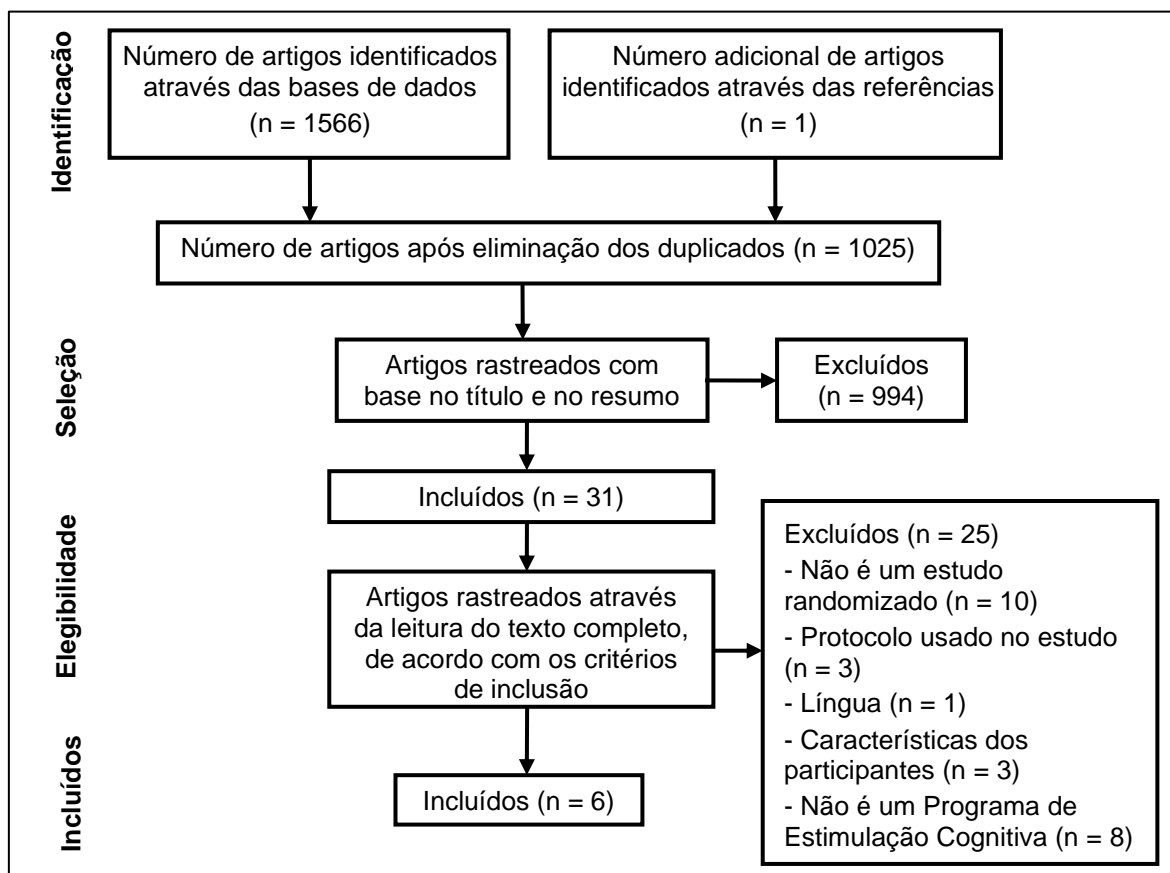 Identificação
Número de artigos identificados
através das bases de dados
(n = 1566)
Número adicional de artigos
identificados através das referências
(n = 1)
Número de artigos após eliminação dos duplicados (n = 1025)
Seleção
Artigos rastreados com
base no título e no resumo
Excluídos
(n = 994)
Incluídos (n = 31)
Elegibilidade
Artigos rastreados através
da leitura do texto completo,
de acordo com os critérios
de inclusão
Excluídos (n = 25)
- Não é um estudo
randomizado (n = 10)
- Protocolo usado no estudo
(n = 3)
- Língua (n = 1)
- Características dos
participantes (n = 3)
- Não é um Programa de
Estimulação Cognitiva (n = 8)
Incluídos
Incluídos (n = 6)